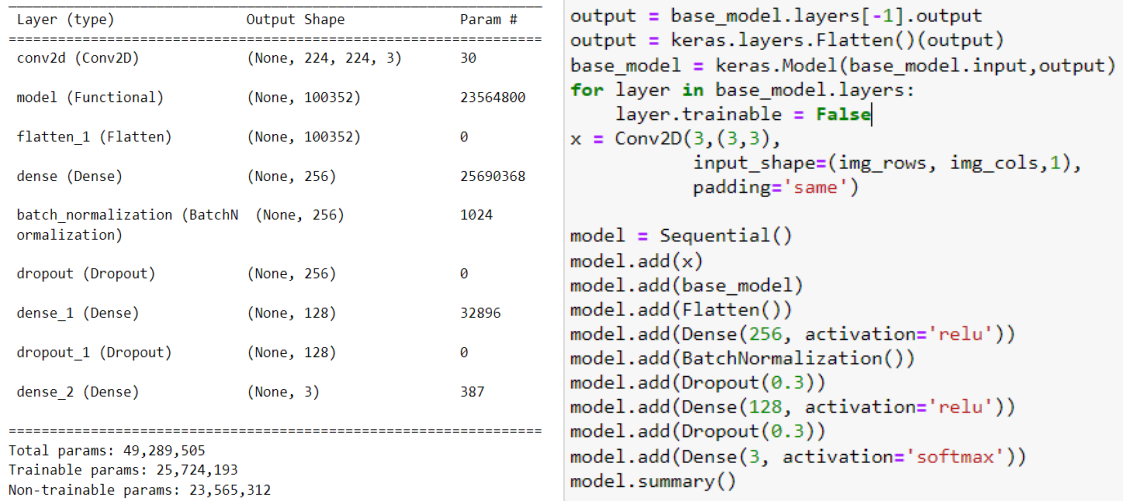 Layer (type) Output Shape Param #
==================================================================
conv2d (Conv2D) (None, 224, 224, 3) 30
model (Functional) (None, 100352) 23564800
flatten_1 (Flatten) (None, 100352) 0
dense (Dense) (None, 256) 25690368
batch_normalization (BatchN (None, 256) 1024
ormalization)
dropout (Dropout) (None, 256) 0
dense_1 (Dense) (None, 128) 32896
dropout_1 (Dropout) (None, 128) 0
dense_2 (Dense) (None, 3) 387
==================================================================
Total params: 49,289,505
Trainable params: 25,724,193
Non-trainable params: 23,565,312
output = base_model.layers[-1].output
output = keras.layers.Flatten()(output)
base_model = keras.Model(base_model.input,output)
for layer in base_model.layers:
    layer.trainable = False
x = Conv2D(3,(3,3),
           input_shape=(img_rows, img_cols,1),
           padding='same')
model = Sequential()
model.add(x)
model.add(base_model)
model.add(Flatten())
model.add(Dense(256, activation='relu'))
model.add(BatchNormalization())
model.add(Dropout(0.3))
model.add(Dense(128, activation='relu'))
model.add(Dropout(0.3))
model.add(Dense(3, activation='softmax'))
model.summary()